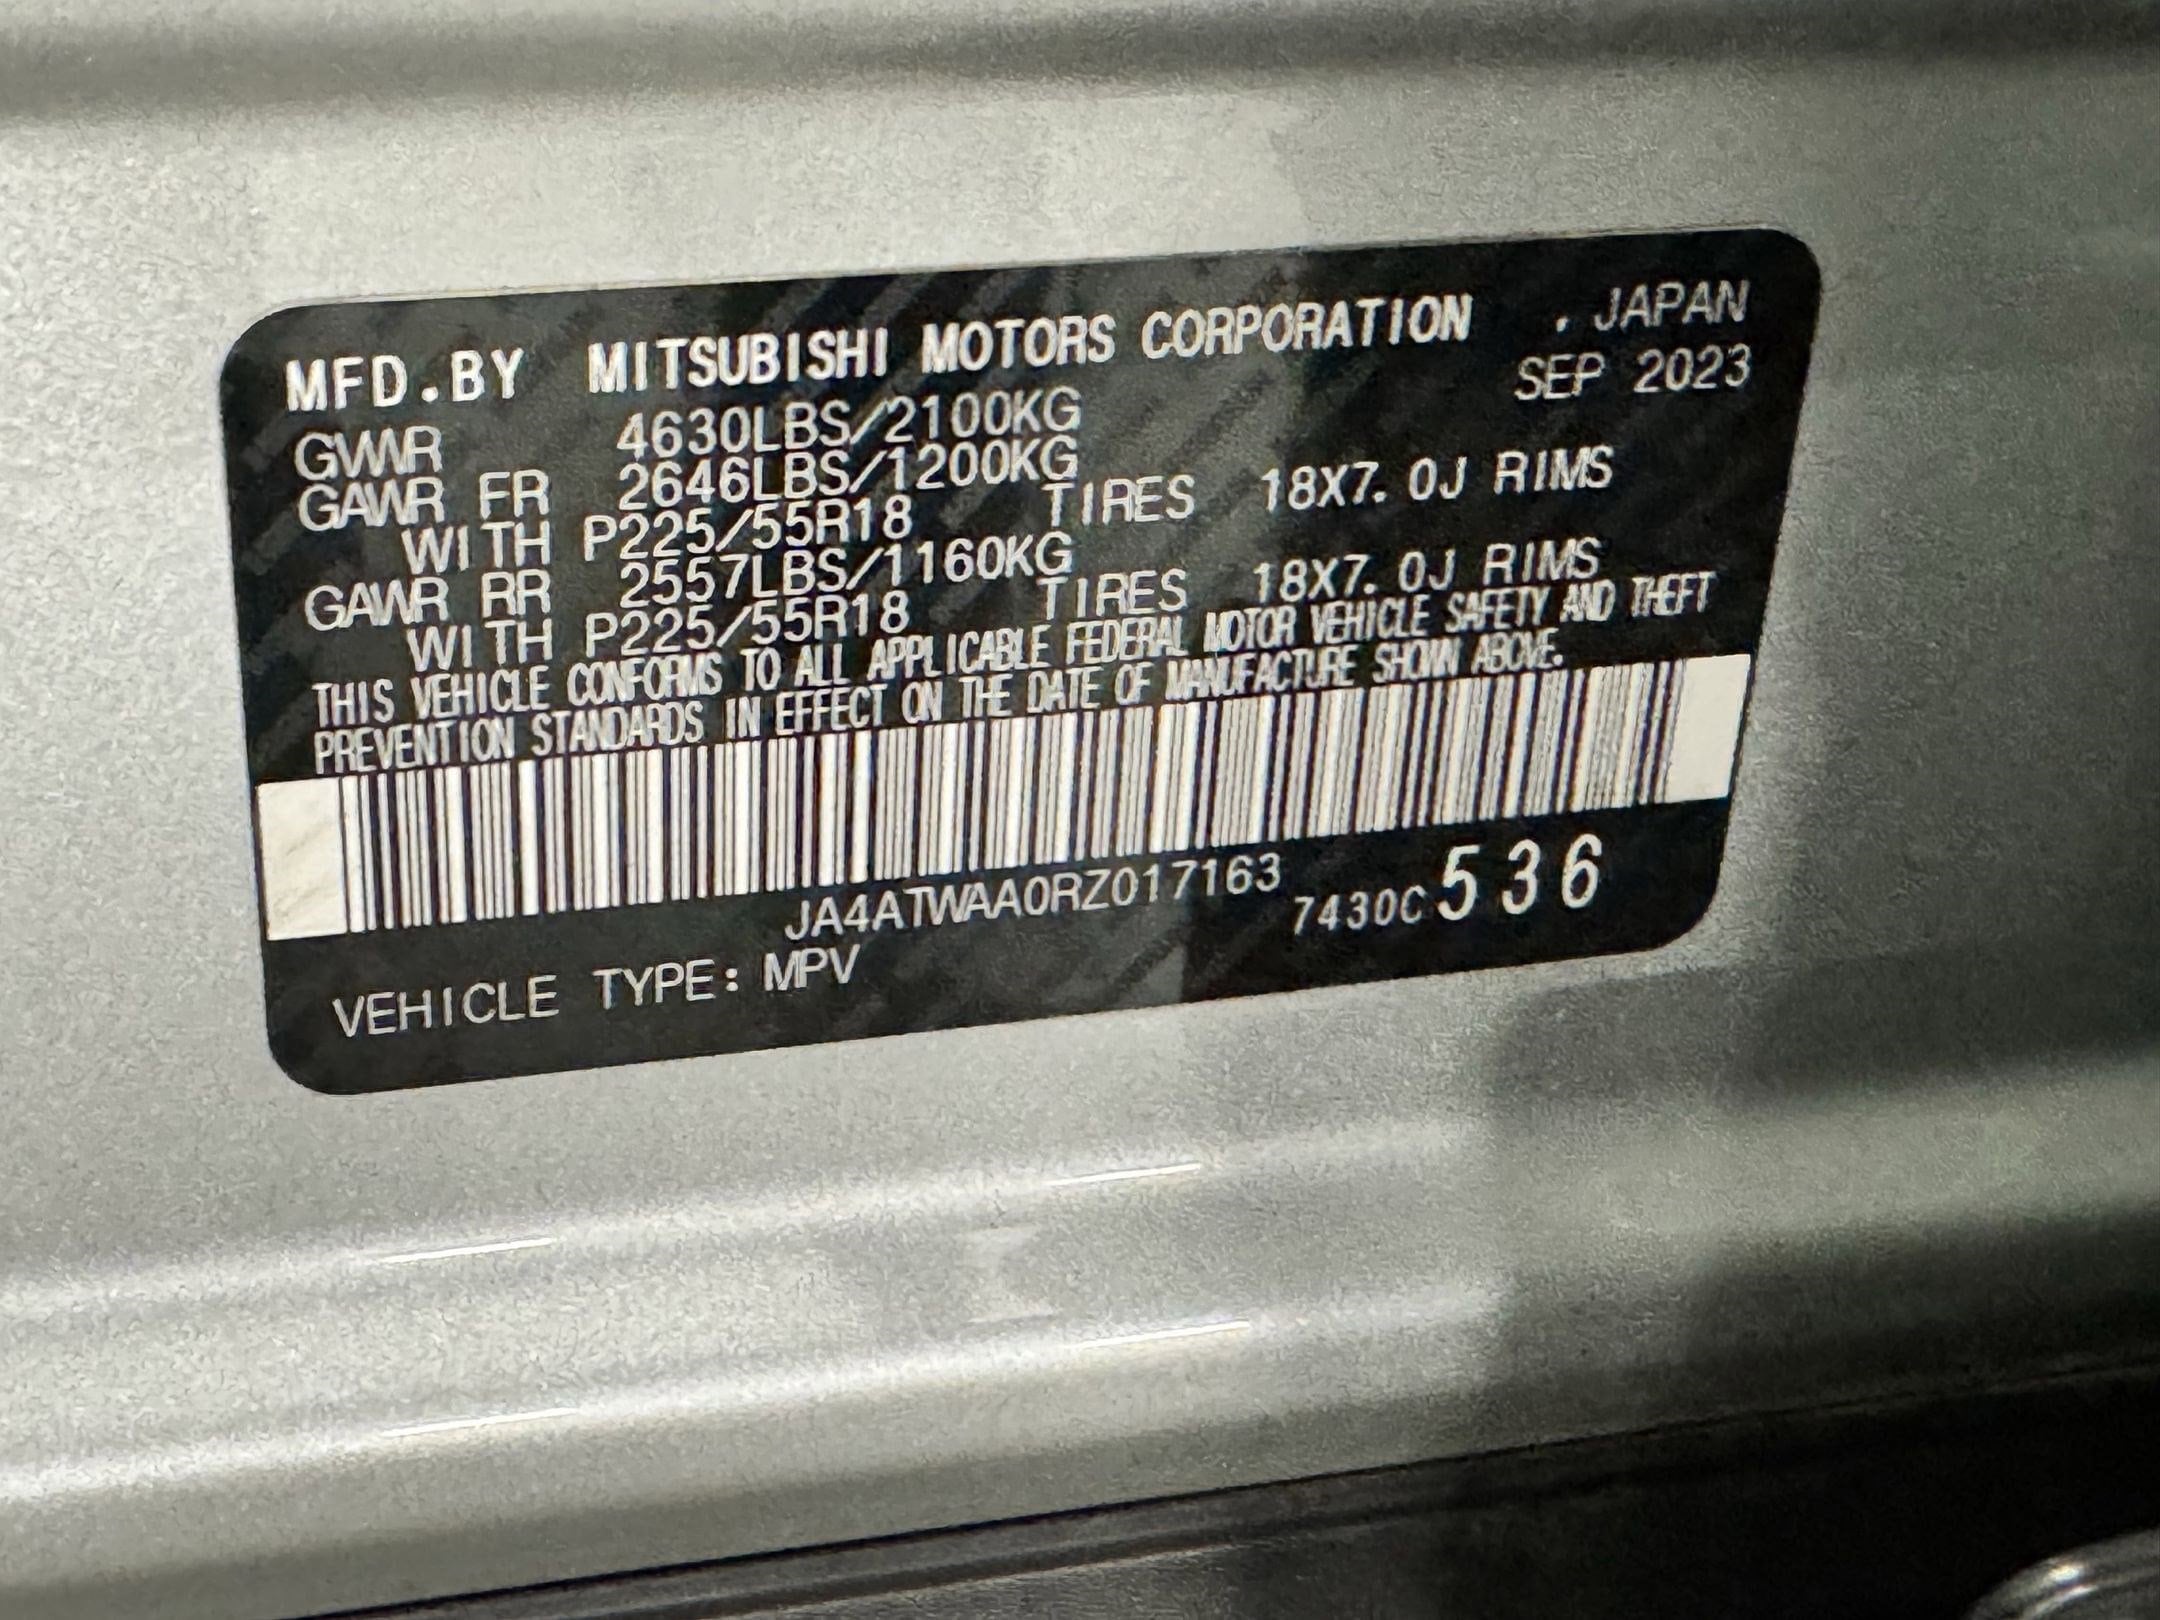 MFD.BY MITSUBISHI MOTORS CORPORATION . JAPAN
GVWR 4630LBS/2100KG SEP 2023
GAWR FR 2646LBS/1200KG
WITH P225/55R18 TIRES 18X7.0J RIMS
GAWR RR 2557LBS/1160KG
WITH P225/55R18 TIRES 18X7.0J RIMS
THIS VEHICLE CONFORMS TO ALL APPLICABLE FEDERAL MOTOR VEHICLE SAFETY AND THEFT
PREVENTION STANDARDS IN EFFECT ON THE DATE OF MANUFACTURE SHOWN ABOVE.
JA4ATWAA0RZ017163 7430C536
VEHICLE TYPE: MPV